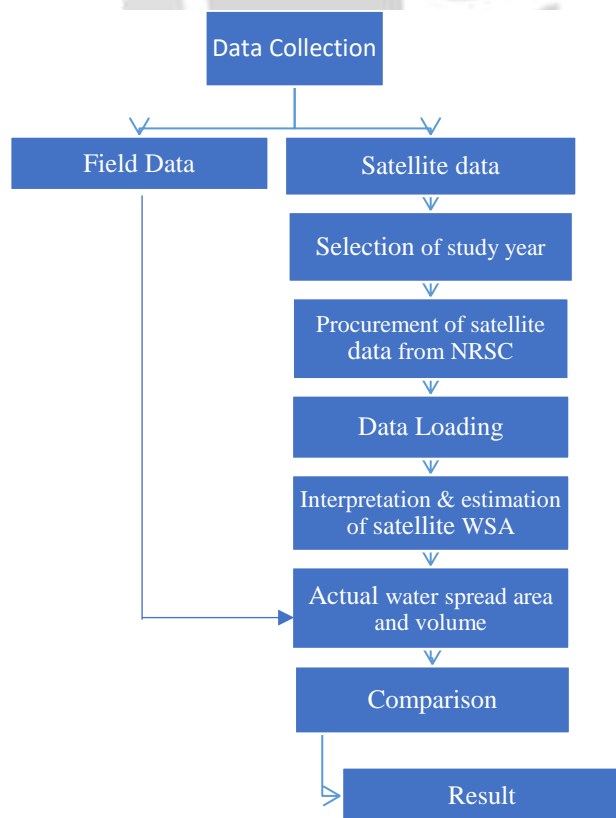 Data Collection
Field Data
Satellite data
Selection of study year
Procurement of satellite
data from NRSC
Data Loading
Interpretation & estimation
of satellite WSA
Actual water spread area
and volume
Comparison
Result